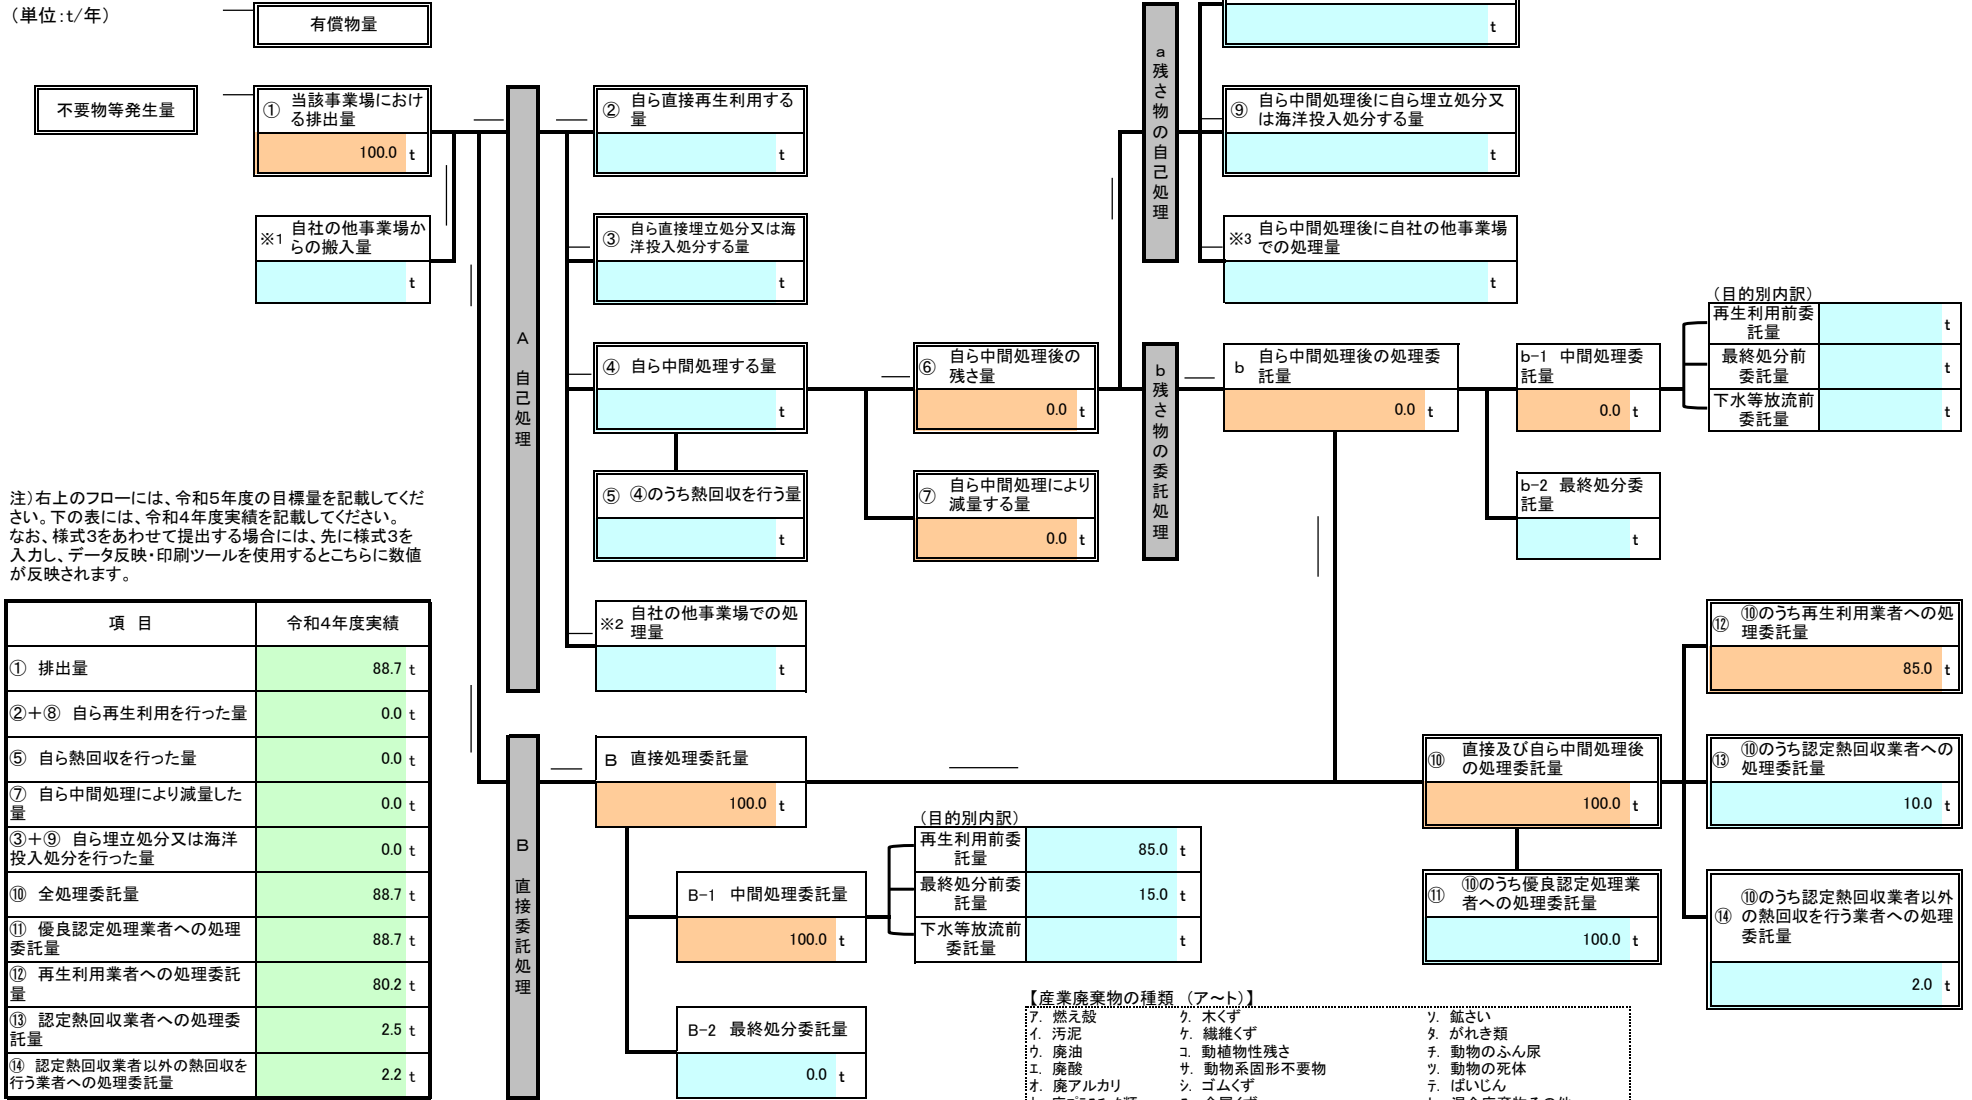 （単位：t/年）
有償物量
t
不要物等発生量
① 当該事業場におけ
る排出量
100.0 t
※1 自社の他事業場か
らの搬入量
t
A 自己処理
② 自ら直接再生利用する
量
t
③ 自ら直接埋立処分又は海
洋投入処分する量
t
④ 自ら中間処理する量
t
⑤ ④のうち熱回収を行う量
t
※2 自社の他事業場での処
理量
t
⑥ 自ら中間処理後の
残さ量
0.0 t
⑦ 自ら中間処理により
減量する量
0.0 t
a 残さ物の自己処理
⑨ 自ら中間処理後に自ら埋立処分又
は海洋投入処分する量
t
※3 自ら中間処理後に自社の他事業場
での処理量
t
b 残さ物の委託処理
b 自ら中間処理後の処理委
託量
0.0 t
b-1 中間処理委
託量
0.0 t
b-2 最終処分委
託量
t
（目的別内訳）
再生利用前委
託量
t
最終処分前
委託量
t
下水等放流前
委託量
t
注）右上のフローには、令和５年度の目標量を記載してくだ
さい。下の表には、令和４年度実績を記載してください。
なお、様式３をあわせて提出する場合には、先に様式３を
入力し、データ反映・印刷ツールを使用するとこちらに数値
が反映されます。
項 目 令和４年度実績
① 排出量 88.7 t
②＋⑧ 自ら再生利用を行った量 0.0 t
⑤ 自ら熱回収を行った量 0.0 t
⑦ 自ら中間処理により減量した
量 0.0 t
③＋⑨ 自ら埋立処分又は海洋
投入処分を行った量 0.0 t
⑩ 全処理委託量 88.7 t
⑪ 優良認定処理業者への処理
委託量 88.7 t
⑫ 再生利用業者への処理委託
量 80.2 t
⑬ 認定熱回収業者への処理委
託量 2.5 t
⑭ 認定熱回収業者以外の熱回収を
行う業者への処理委託量 2.2 t
B 直接委託処理
B 直接処理委託量
100.0 t
B-1 中間処理委託量
100.0 t
B-2 最終処分委託量
0.0 t
（目的別内訳）
再生利用前委
託量
85.0 t
最終処分前委
託量
15.0 t
下水等放流前
委託量
t
⑩ 直接及び自ら中間処理後
の処理委託量
100.0 t
⑪ ⑩のうち優良認定処理業
者への処理委託量
100.0 t
⑫ ⑩のうち再生利用業者への処
理委託量
85.0 t
⑬ ⑩のうち認定熱回収業者への
処理委託量
10.0 t
⑭ ⑩のうち認定熱回収業者以外
の熱回収を行う業者への処理
委託量
2.0 t
【産業廃棄物の種類 （ア～ト）】
ア. 燃え殻 ク. 木くず ソ. 鉱さい
イ. 汚泥 ケ. 繊維くず タ. がれき類
ウ. 廃油 コ. 動植物性残さ チ. 動物のふん尿
エ. 廃酸 サ. 動物系固形不要物 ツ. 動物の死体
オ. 廃アルカリ シ. ゴムくず テ. ばいじん